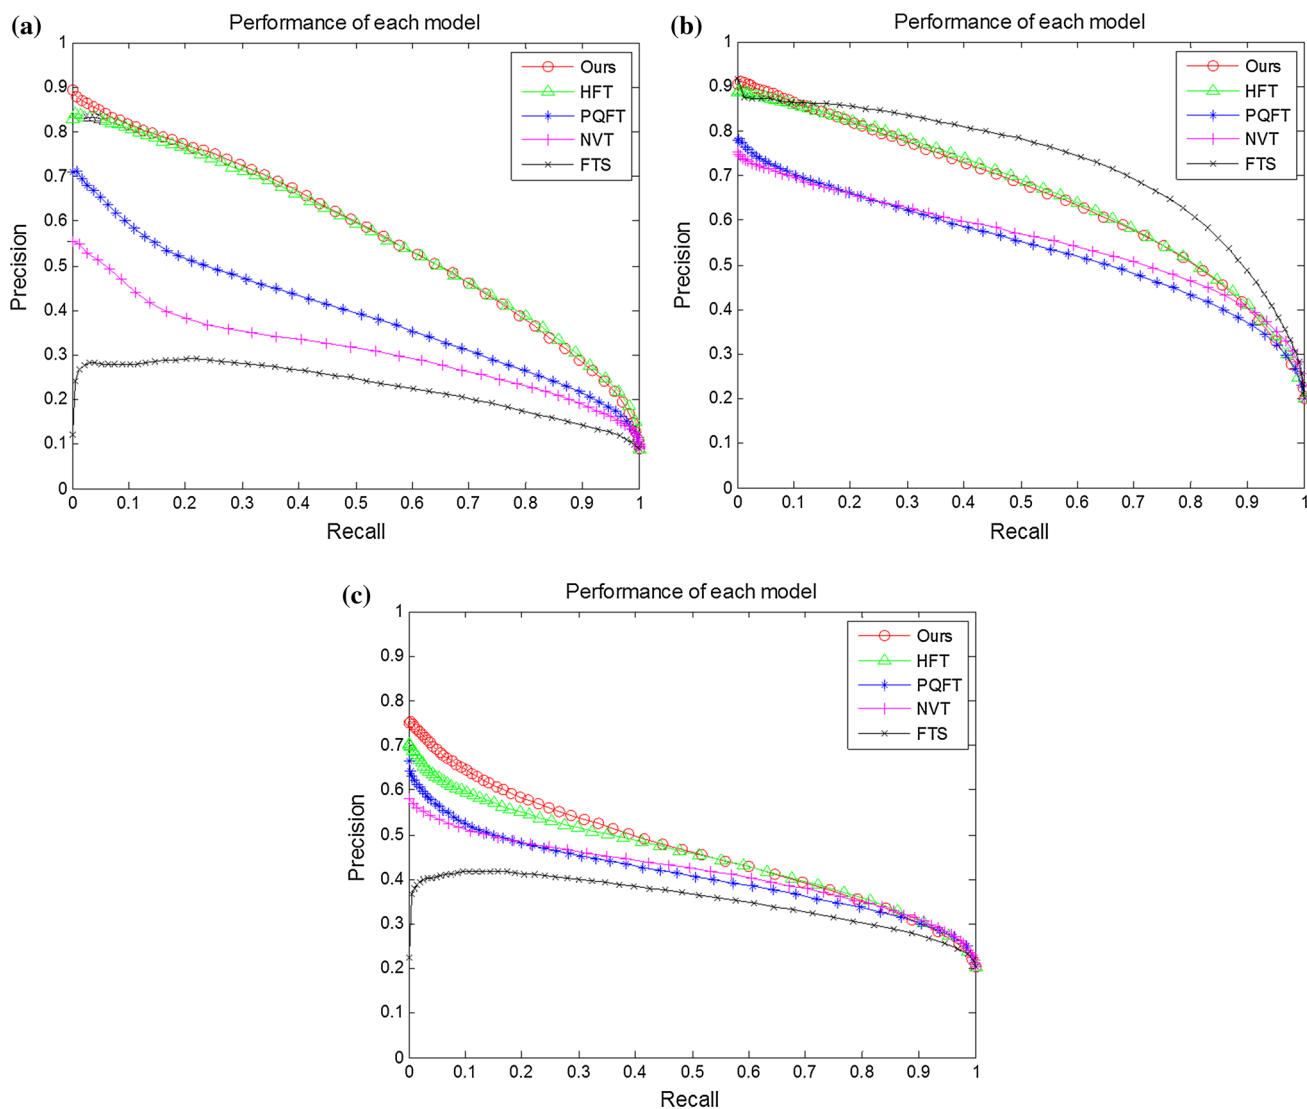 (a)
Performance of each model
1
0.9
0.8
0.7
0.6
0.5
0.4
0.3
0.2
0.1
0
Precision
Ours
HFT
PQFT
NVT
FTS
0 0.1 0.2 0.3 0.4 0.5 0.6 0.7 0.8 0.9 1
Recall
(b)
Performance of each model
1
0.9
0.8
0.7
0.6
0.5
0.4
0.3
0.2
0.1
0
Precision
Ours
HFT
PQFT
NVT
FTS
0 0.1 0.2 0.3 0.4 0.5 0.6 0.7 0.8 0.9 1
Recall
(c)
Performance of each model
1
0.9
0.8
0.7
0.6
0.5
0.4
0.3
0.2
0.1
0
Precision
Ours
HFT
PQFT
NVT
FTS
0 0.1 0.2 0.3 0.4 0.5 0.6 0.7 0.8 0.9 1
Recall